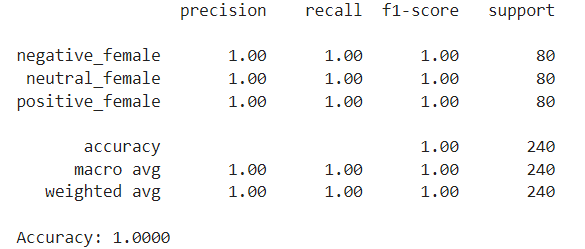 precision recall f1-score support
negative_female 1.00 1.00 1.00 80
neutral_female 1.00 1.00 1.00 80
positive_female 1.00 1.00 1.00 80
accuracy 1.00 240
macro avg 1.00 1.00 1.00 240
weighted avg 1.00 1.00 1.00 240
Accuracy: 1.0000